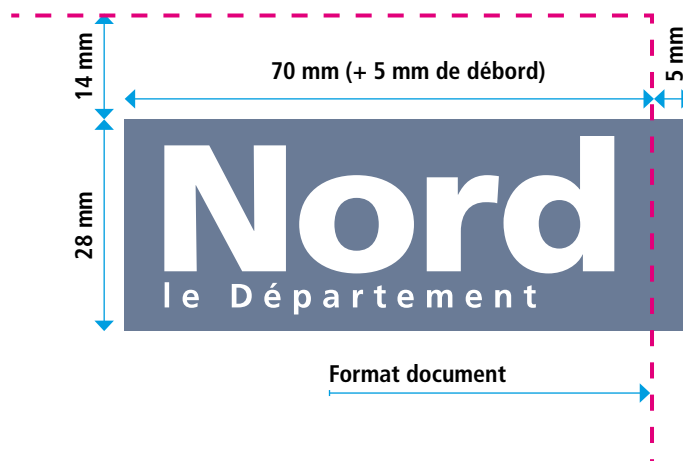 14 mm
70 mm (+ 5 mm de débord)
5 mm
28 mm
Nord
le Département
Format document